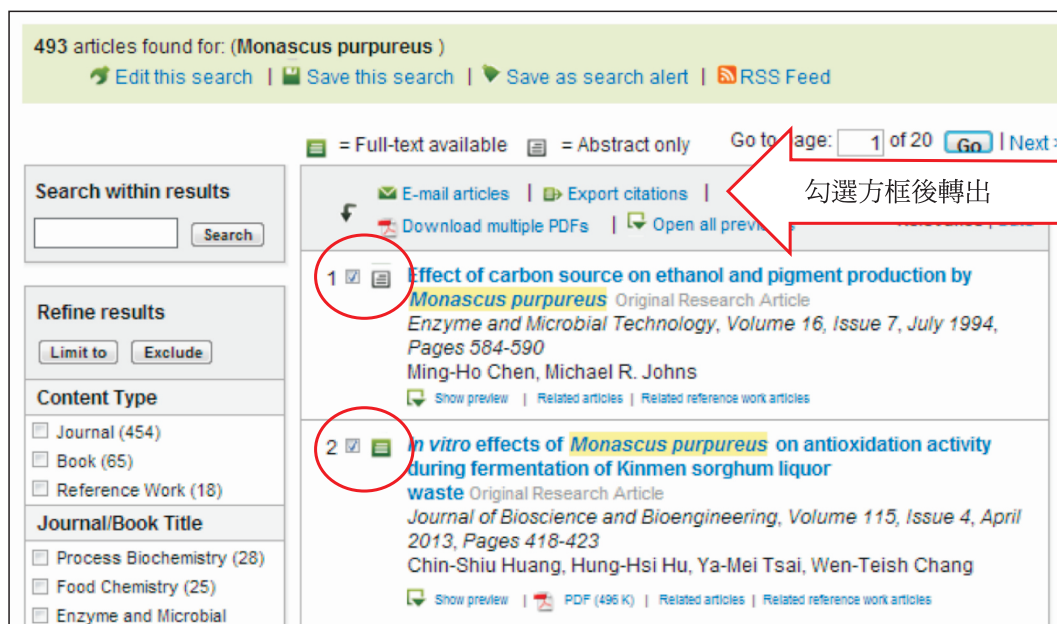 493 articles found for: (Monascus purpureus )
Edit this search | Save this search | Save as search alert | RSS Feed
= Full-text available = Abstract only Go to age: 1 of 20 Go | Next >
Search within results
Search
E-mail articles | Export citations |
Download multiple PDFs | Open all previ s
勾選方框後轉出
Refine results
Limit to Exclude
Content Type
Journal (454)
Book (65)
Reference Work (18)
Journal/Book Title
Process Biochemistry (28)
Food Chemistry (25)
Enzyme and Microbial
1 Effect of carbon source on ethanol and pigment production by
Monascus purpureus Original Research Article
Enzyme and Microbial Technology, Volume 16, Issue 7, July 1994,
Pages 584-590
Ming-Ho Chen, Michael R. Johns
Show preview | Related articles | Related reference work articles
2 In vitro effects of Monascus purpureus on antioxidation activity
during fermentation of Kinmen sorghum liquor
waste Original Research Article
Journal of Bioscience and Bioengineering, Volume 115, Issue 4, April
2013, Pages 418-423
Chin-Shiu Huang, Hung-Hsi Hu, Ya-Mei Tsai, Wen-Teish Chang
Show preview | PDF (496 K) | Related articles | Related reference work articles